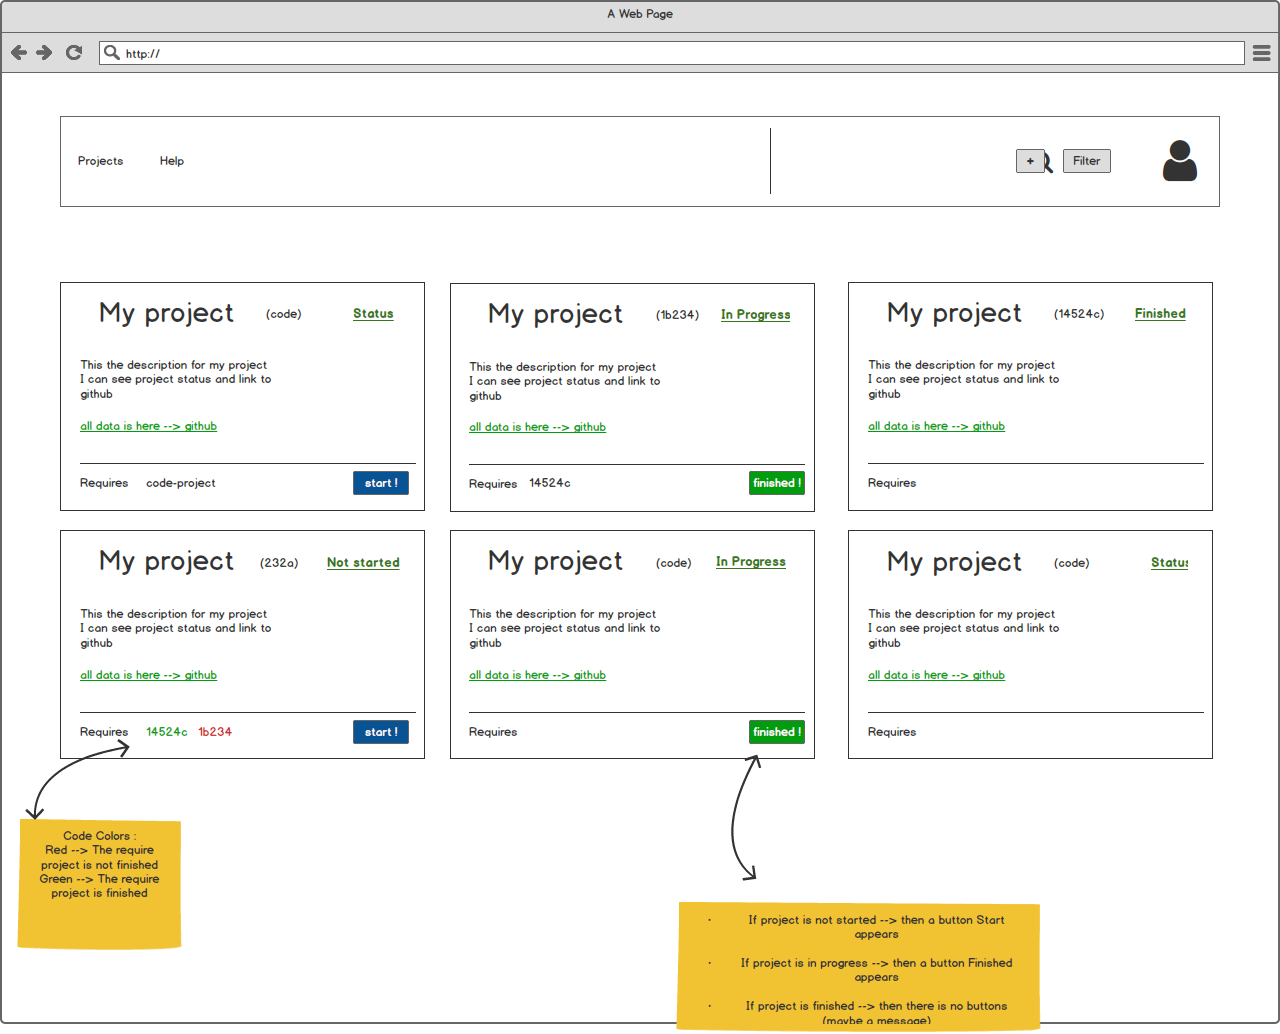 A Web Page
http://
Projects
Help
+
Filter
My project (code) Status
This the description for my project
I can see project status and link to
github
all data is here --> github
Requires code-project start !
My project (1b234) In Progress
This the description for my project
I can see project status and link to
github
all data is here --> github
Requires 14524c finished !
My project (14524c) Finished
This the description for my project
I can see project status and link to
github
all data is here --> github
Requires
My project (232a) Not started
This the description for my project
I can see project status and link to
github
all data is here --> github
Requires 14524c 1b234 start !
My project (code) In Progress
This the description for my project
I can see project status and link to
github
all data is here --> github
Requires finished !
My project (code) Status
This the description for my project
I can see project status and link to
github
all data is here --> github
Requires
Code Colors :
Red --> The require
project is not finished
Green --> The require
project is finished
· If project is not started --> then a button Start
appears
· If project is in progress --> then a button Finished
appears
· If project is finished --> then there is no buttons
(maybe a message)